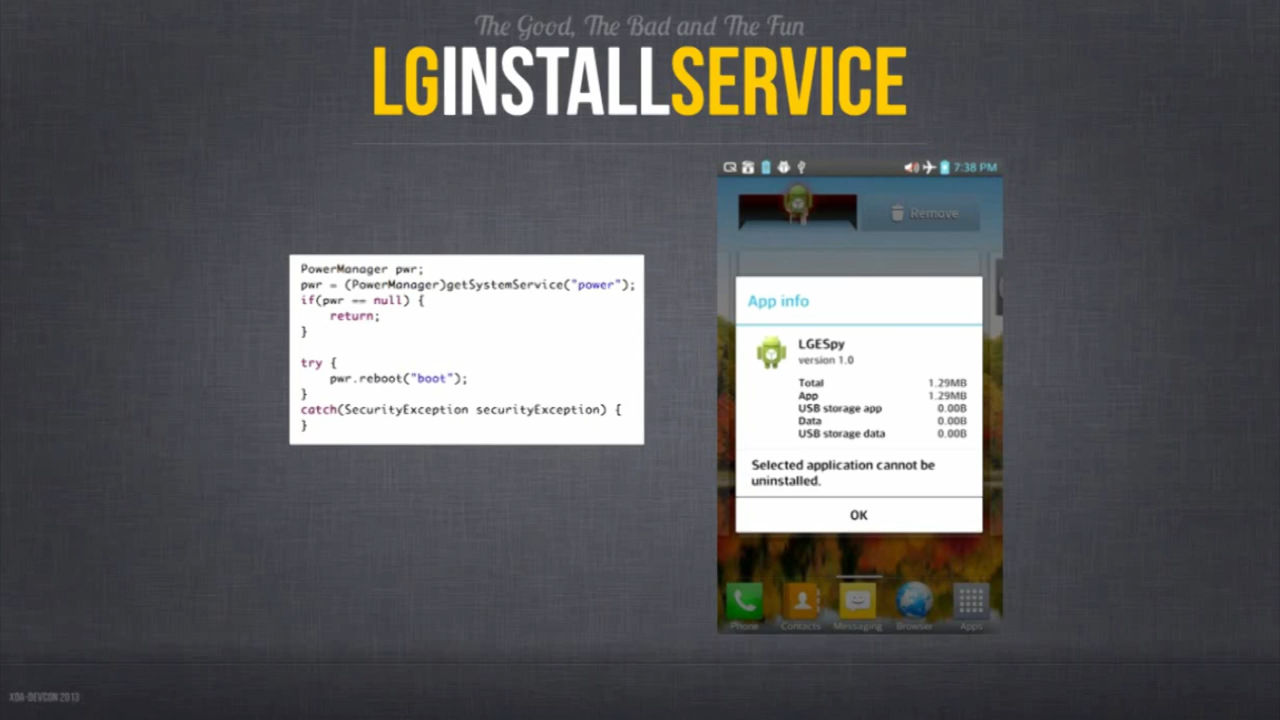 The Good, The Bad and The Fun
LGINSTALLSERVICE
PowerManager pwr;
pwr = (PowerManager)getSystemService("power");
if(pwr == null) {
return;
}
try {
pwr.reboot("boot");
}
catch(SecurityException securityException) {
}
7:38 PM
Remove
App info
LGESpy
version 1.0
Total 1.29MB
App 1.29MB
USB storage app 0.00B
Data 0.00B
USB storage data 0.00B
Selected application cannot be
uninstalled.
OK
Phone Contacts Messaging Browser Apps
XDA-DEVCON 2013